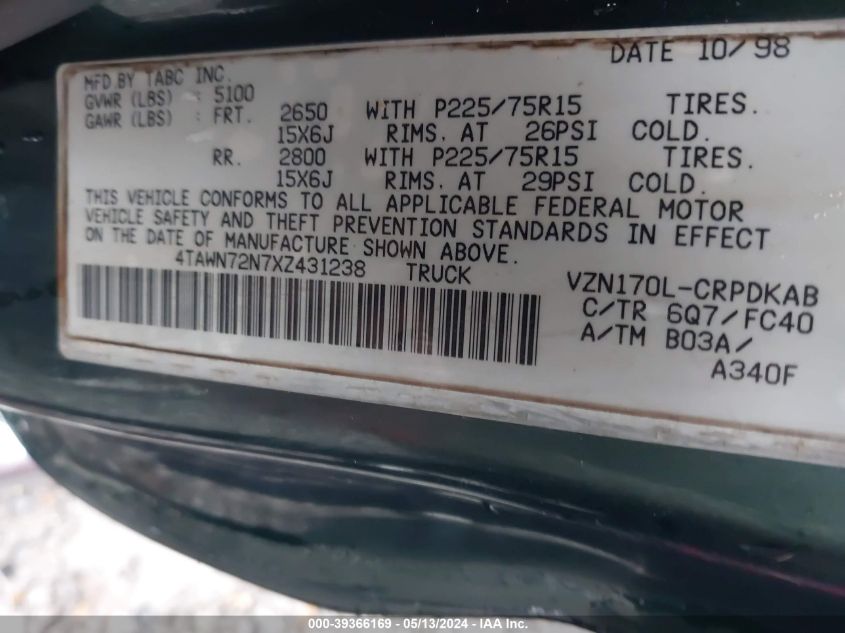 DATE 10/98
MFD BY TABC INC.
GVWR (LBS) : 5100
GAWR (LBS) : FRT. 2650 WITH P225/75R15 TIRES.
15X6J RIMS. AT 26PSI COLD.
RR. 2800 WITH P225/75R15 TIRES.
15X6J RIMS. AT 29PSI COLD.
THIS VEHICLE CONFORMS TO ALL APPLICABLE FEDERAL MOTOR
VEHICLE SAFETY AND THEFT PREVENTION STANDARDS IN EFFECT
ON THE DATE OF MANUFACTURE SHOWN ABOVE.
4TAWN72N7XZ431238 TRUCK
VZN170L-CRPDKAB
C/TR 6Q7/FC40
A/TM B03A/
A340F
000-39366169 - 05/13/2024 - IAA Inc.